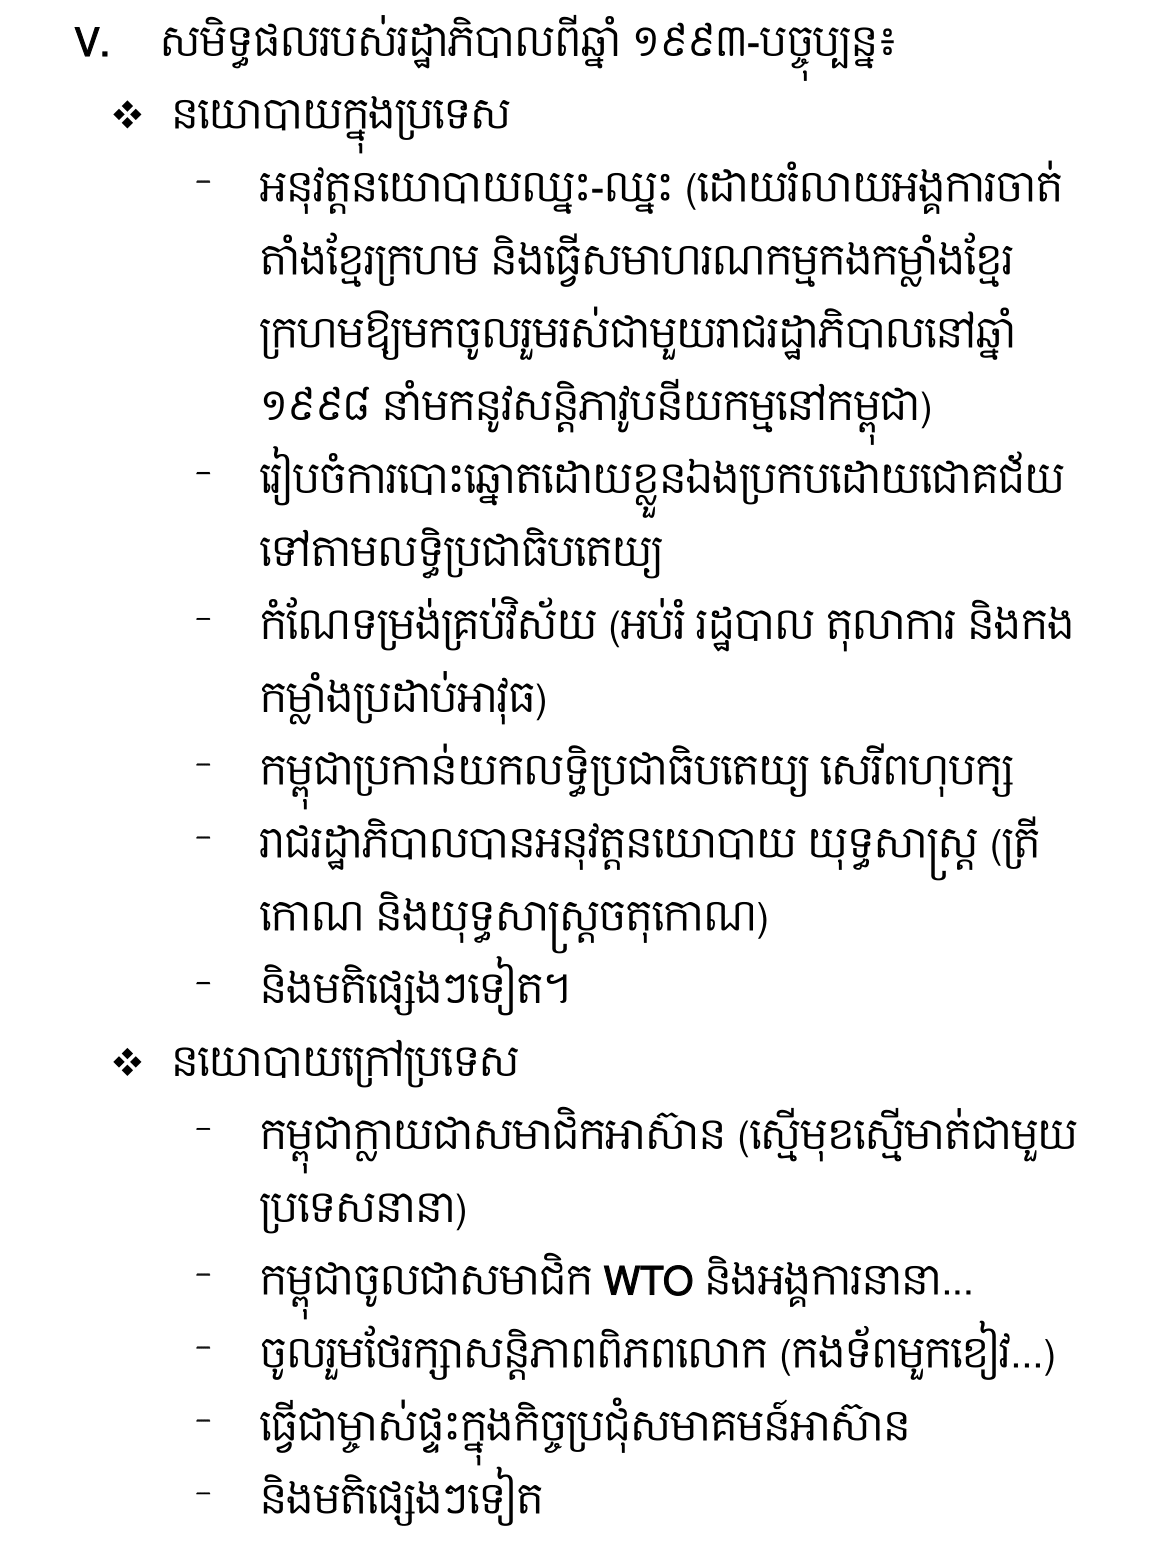 V. សមិទ្ធផលរបស់រដ្ឋាភិបាលពីឆ្នាំ ១៩៩៣-បច្ចុប្បន្ន៖
❖ នយោបាយក្នុងប្រទេស
- អនុវត្តនយោបាយឈ្នះ-ឈ្នះ (ដោយរំលាយអង្គការចាត់
តាំងខ្មែរក្រហម និងធ្វើសមាហរណកម្មកងកម្លាំងខ្មែរ
ក្រហមឱ្យមកចូលរួមរស់ជាមួយរាជរដ្ឋាភិបាលនៅឆ្នាំ
១៩៩៨ នាំមកនូវសន្តិភាវូបនីយកម្មនៅកម្ពុជា)
- រៀបចំការបោះឆ្នោតដោយខ្លួនឯងប្រកបដោយជោគជ័យ
ទៅតាមលទ្ធិប្រជាធិបតេយ្យ
- កំណែទម្រង់គ្រប់វិស័យ (អប់រំ រដ្ឋបាល តុលាការ និងកង
កម្លាំងប្រដាប់អាវុធ)
- កម្ពុជាប្រកាន់យកលទ្ធិប្រជាធិបតេយ្យ សេរីពហុបក្ស
- រាជរដ្ឋាភិបាលបានអនុវត្តនយោបាយ យុទ្ធសាស្ត្រ (ត្រី
កោណ និងយុទ្ធសាស្ត្រចតុកោណ)
- និងមតិផ្សេងៗទៀត។
❖ នយោបាយក្រៅប្រទេស
- កម្ពុជាក្លាយជាសមាជិកអាស៊ាន (ស្មើមុខស្មើមាត់ជាមួយ
ប្រទេសនានា)
- កម្ពុជាចូលជាសមាជិក WTO និងអង្គការនានា...
- ចូលរួមថែរក្សាសន្តិភាពពិភពលោក (កងទ័ពមួកខៀវ...)
- ធ្វើជាម្ចាស់ផ្ទះក្នុងកិច្ចប្រជុំសមាគមន៍អាស៊ាន
- និងមតិផ្សេងៗទៀត